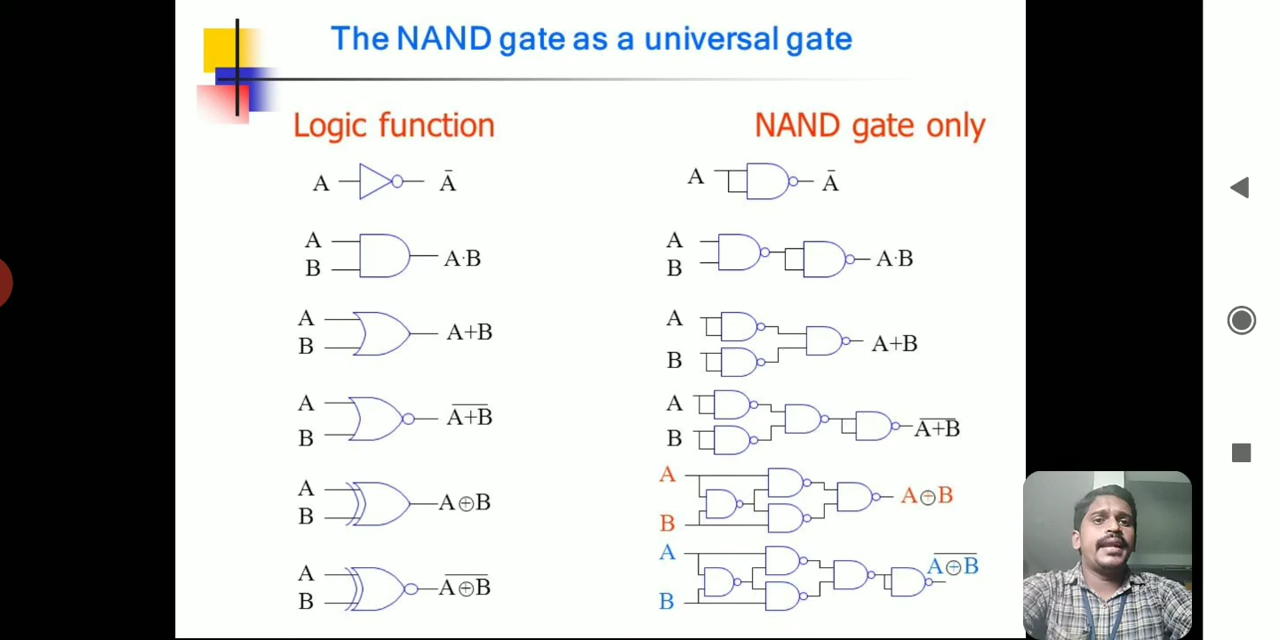 The NAND gate as a universal gate
Logic function
NAND gate only
A
Ā
A
Ā
A
B
A·B
A
B
A·B
A
B
A+B
A
B
A+B
A
B
A̅+̅B̅
A
B
A̅+̅B̅
A
B
A⊕B
A
B
A⊕B
A
B
A̅⊕̅B̅
A
B
A̅⊕̅B̅